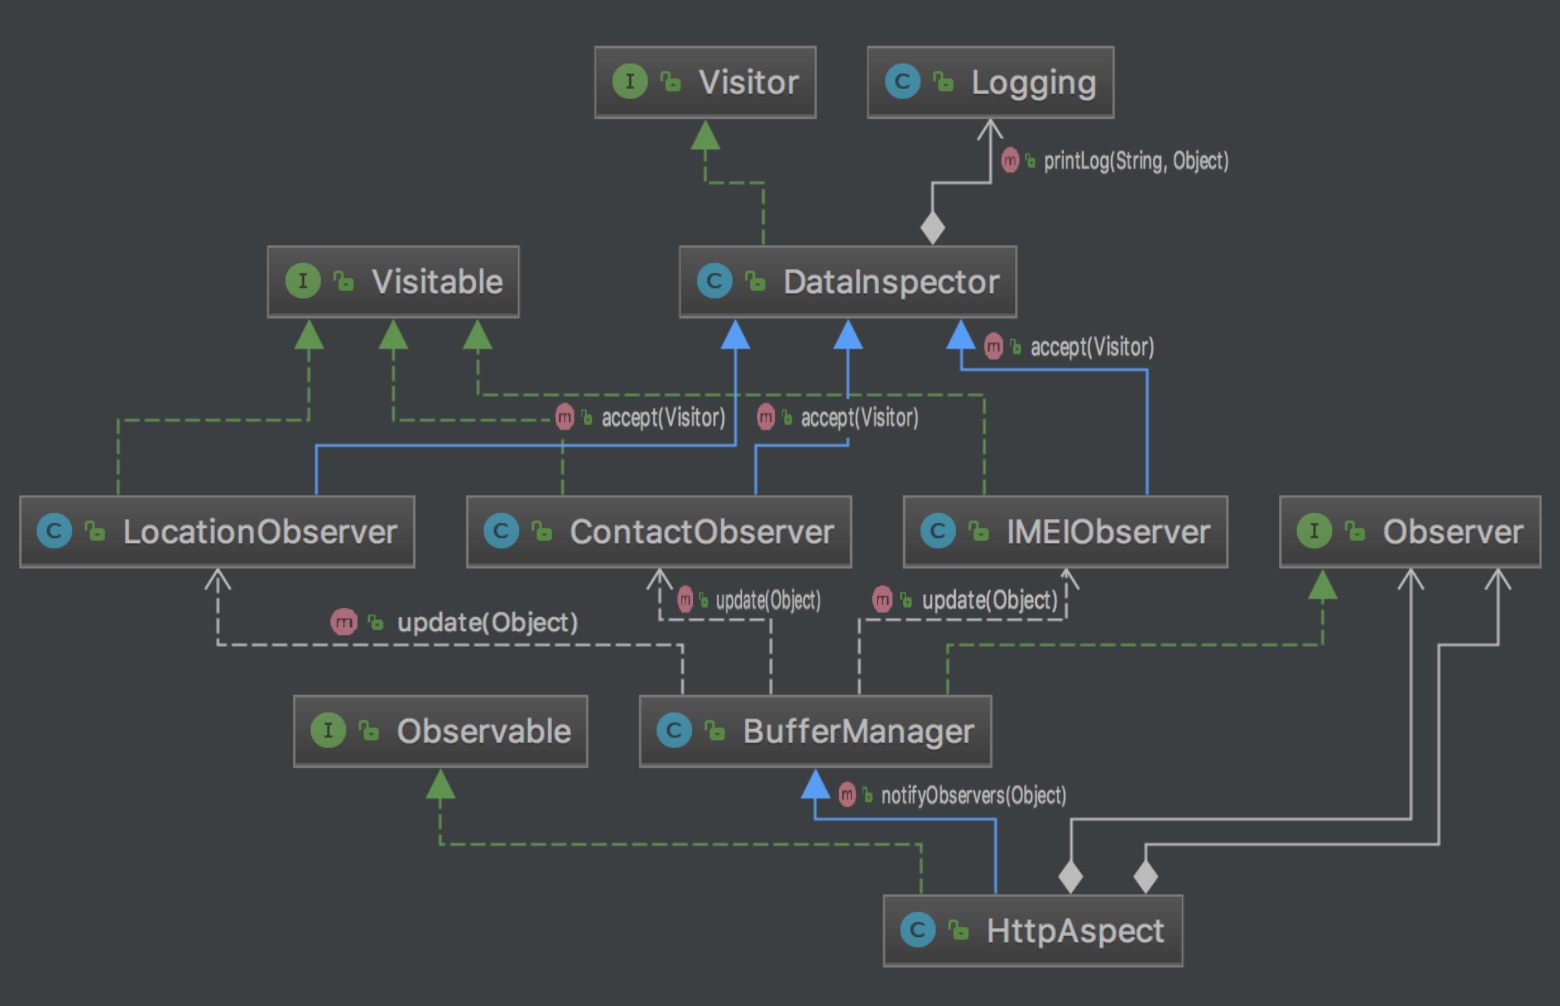 I Visitor
C Logging
m printLog(String, Object)
I Visitable
C DataInspector
m accept(Visitor)
m accept(Visitor)
m accept(Visitor)
C LocationObserver
C ContactObserver
C IMEIObserver
I Observer
m update(Object)
m update(Object)
m update(Object)
I Observable
C BufferManager
m notifyObservers(Object)
C HttpAspect